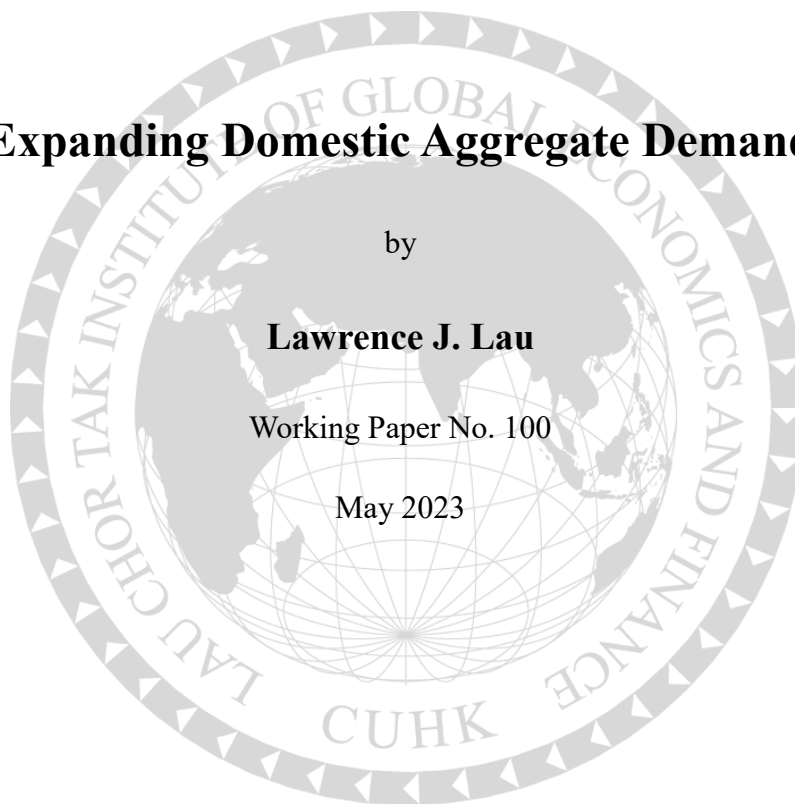 Expanding Domestic Aggregate Demand
by
Lawrence J. Lau
Working Paper No. 100
May 2023
LAU CHOR TAK INSTITUTE OF GLOBAL ECONOMICS AND FINANCE
CUHK